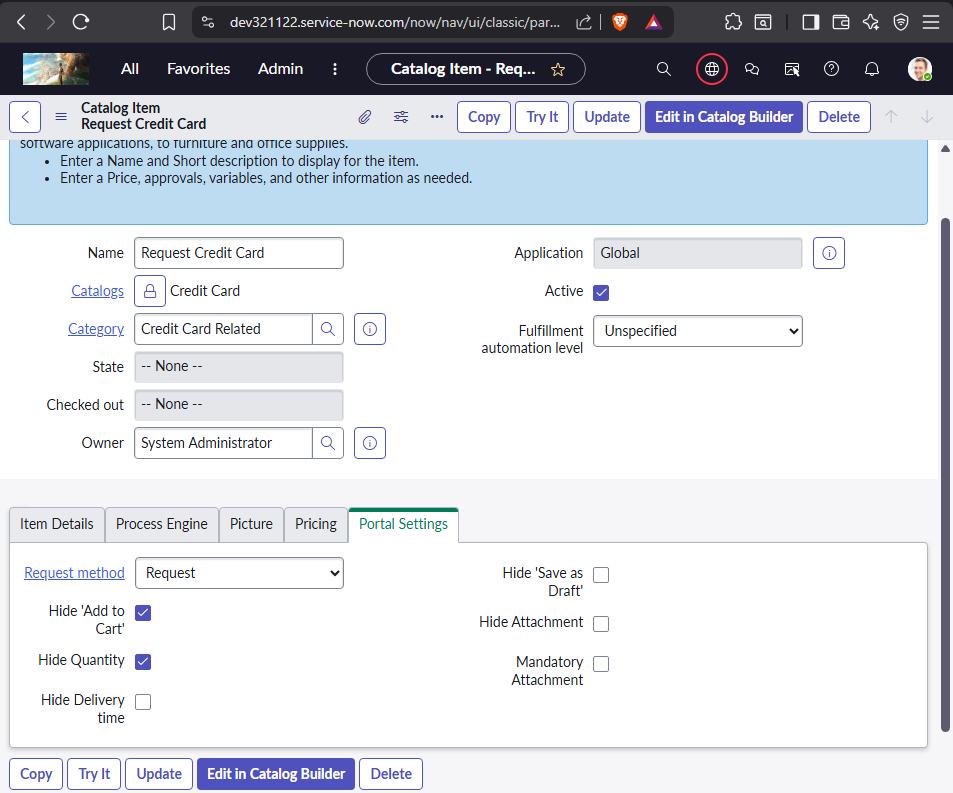 dev321122.service-now.com/now/nav/ui/classic/par...
All Favorites Admin Catalog Item - Req...
Catalog Item
Request Credit Card
Copy Try It Update Edit in Catalog Builder Delete
software applications, to furniture and office supplies.
• Enter a Name and Short description to display for the item.
• Enter a Price, approvals, variables, and other information as needed.
Name Request Credit Card Application Global
Catalogs Credit Card Active
Category Credit Card Related Fulfillment automation level Unspecified
State -- None --
Checked out -- None --
Owner System Administrator
Item Details Process Engine Picture Pricing Portal Settings
Request method Request Hide 'Save as Draft'
Hide 'Add to Cart' Hide Attachment
Hide Quantity Mandatory Attachment
Hide Delivery time
Copy Try It Update Edit in Catalog Builder Delete